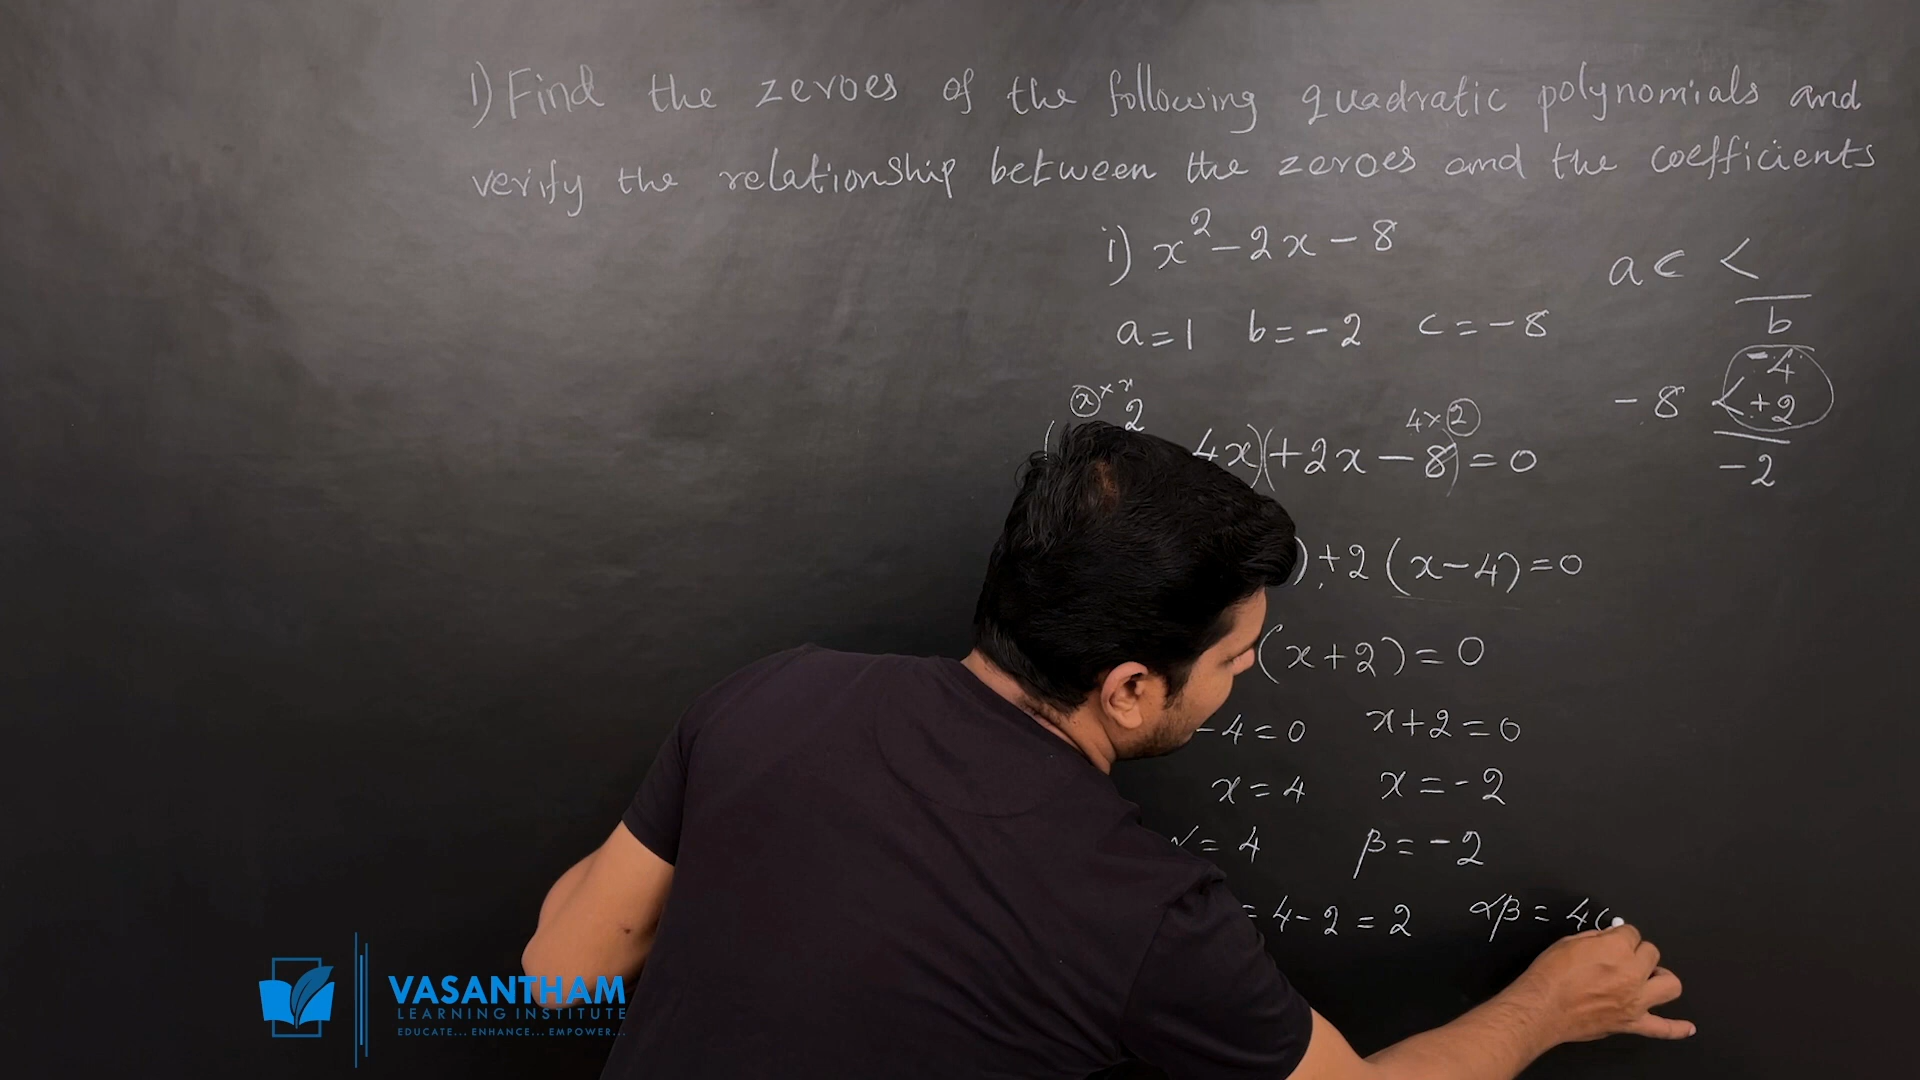 1) Find the zeroes of the following quadratic polynomials and
verify the relationship between the zeroes and the coefficients
i) x² - 2x - 8
a c <
b
a = 1 b = -2 c = -8
-8 < -4
+2
-2
x × x
4 × 2
2 4x)(+2x - 8) = 0
) + 2 (x - 4) = 0
(x + 2) = 0
- 4 = 0 x + 2 = 0
x = 4 x = -2
= 4 β = -2
= 4 - 2 = 2 αβ = 4(
VASANTHAM
LEARNING INSTITUTE
EDUCATE... ENHANCE... EMPOWER...